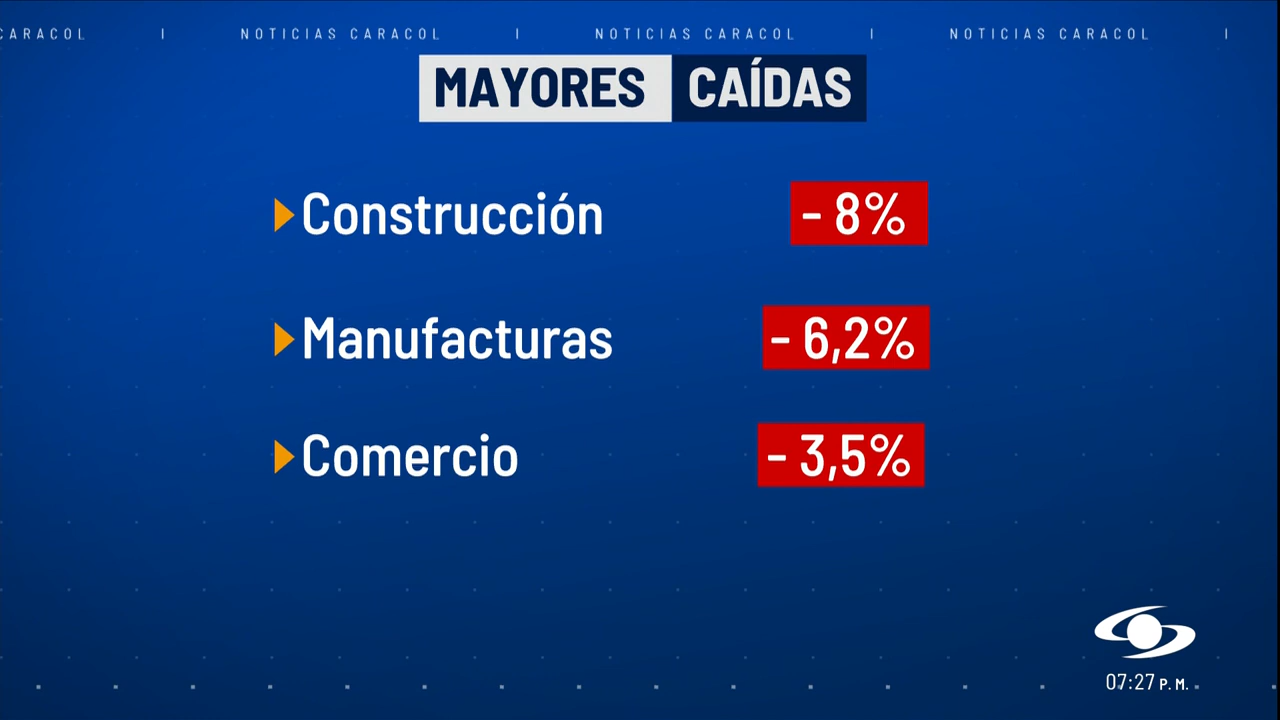 CARACOL | NOTICIAS CARACOL | NOTICIAS CARACOL | NOTICIAS CARACOL |
MAYORES CAÍDAS
Construcción - 8%
Manufacturas - 6,2%
Comercio - 3,5%
07:27 P. M.